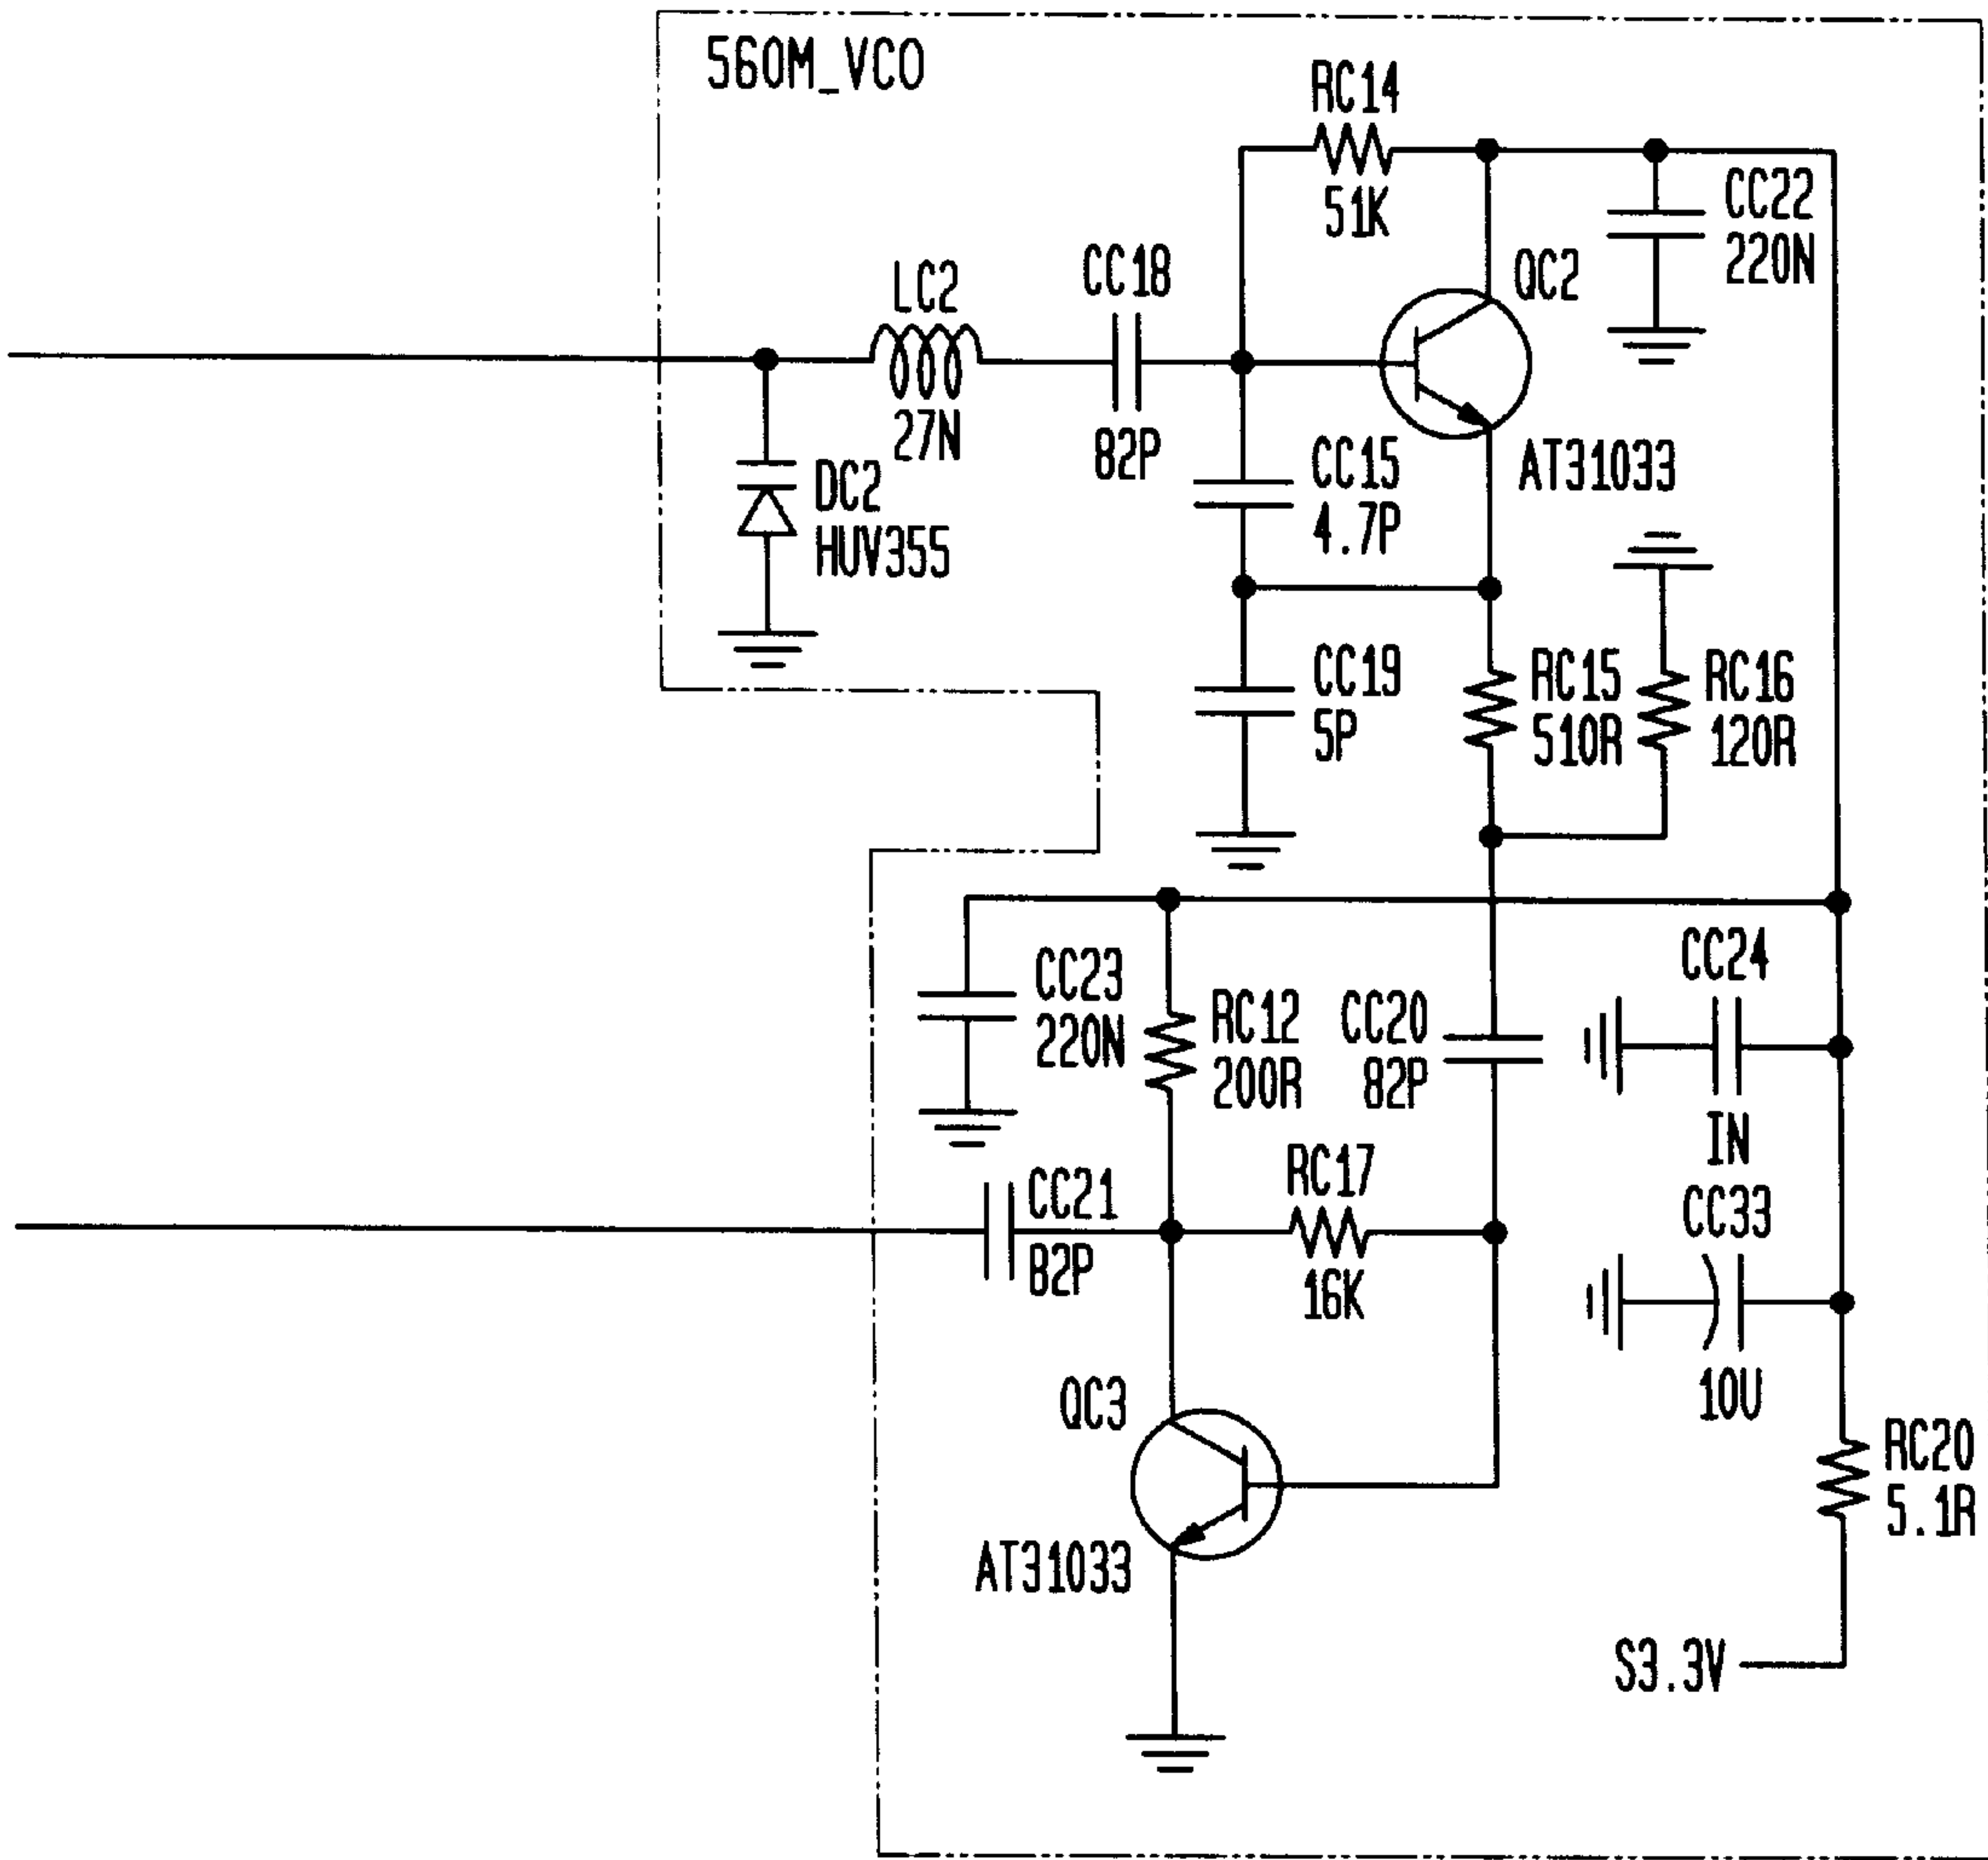 560M_VCO
RC14
51K
CC22
220N
QC2
AT31033
LC2
27N
CC18
82P
DC2
HUV355
CC15
4.7P
CC19
5P
RC15
510R
RC16
120R
CC23
220N
RC12
200R
CC20
82P
CC24
IN
CC21
82P
RC17
16K
CC33
10U
QC3
AT31033
RC20
5.1R
S3.3V